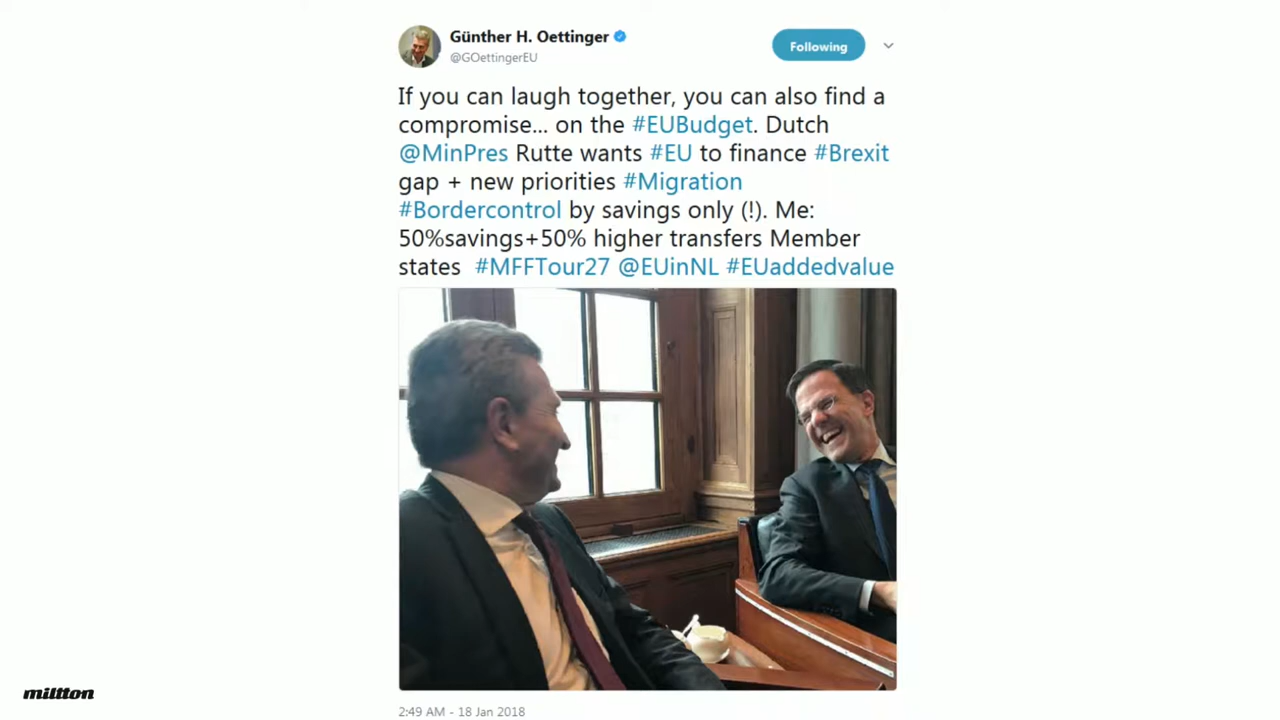 Günther H. Oettinger
@GOettingerEU
Following
If you can laugh together, you can also find a
compromise... on the #EUBudget. Dutch
@MinPres Rutte wants #EU to finance #Brexit
gap + new priorities #Migration
#Bordercontrol by savings only (!). Me:
50%savings+50% higher transfers Member
states #MFFTour27 @EUinNL #EUaddedvalue
2:49 AM - 18 Jan 2018
miltton